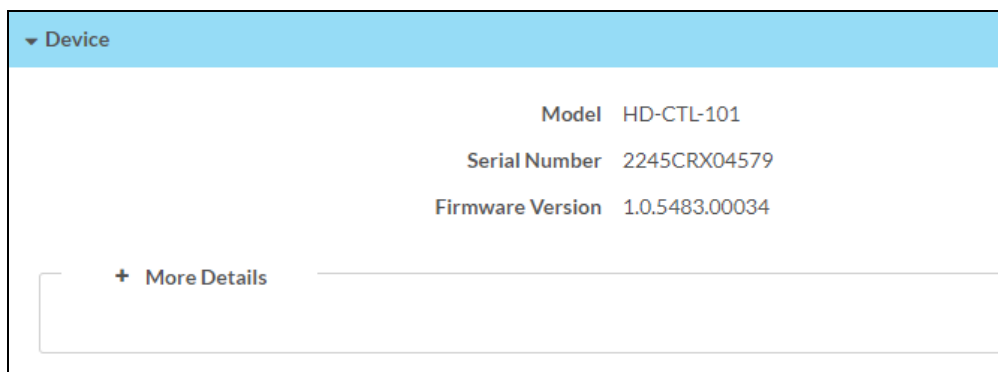 Device
Model HD-CTL-101
Serial Number 2245CRX04579
Firmware Version 1.0.5483.00034
+ More Details